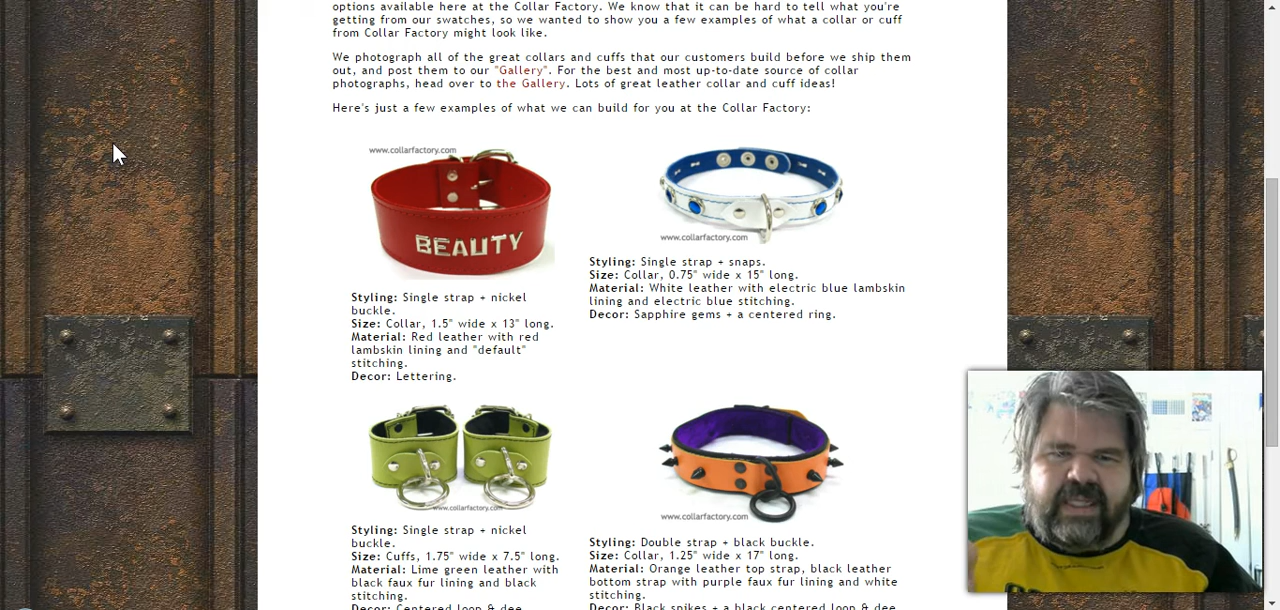 options available here at the Collar Factory. We know that it can be hard to tell what you're
getting from our swatches, so we wanted to show you a few examples of what a collar or cuff
from Collar Factory might look like.
We photograph all of the great collars and cuffs that our customers build before we ship them
out, and post them to our "Gallery". For the best and most up-to-date source of collar
photographs, head over to the Gallery. Lots of great leather collar and cuff ideas!
Here's just a few examples of what we can build for you at the Collar Factory:
www.collarfactory.com
BEAUTY
Styling: Single strap + nickel
buckle.
Size: Collar, 1.5" wide x 13" long.
Material: Red leather with red
lambskin lining and "default"
stitching.
Decor: Lettering.
www.collarfactory.com
Styling: Single strap + snaps.
Size: Collar, 0.75" wide x 15" long.
Material: White leather with electric blue lambskin
lining and electric blue stitching.
Decor: Sapphire gems + a centered ring.
www.collarfactory.com
Styling: Single strap + nickel
buckle.
Size: Cuffs, 1.75" wide x 7.5" long.
Material: Lime green leather with
black faux fur lining and black
stitching.
Decor: Centered loop & dee
www.collarfactory.com
Styling: Double strap + black buckle.
Size: Collar, 1.25" wide x 17" long.
Material: Orange leather top strap, black leather
bottom strap with purple faux fur lining and white
stitching.
Decor: Black spikes + a black centered loop & dee